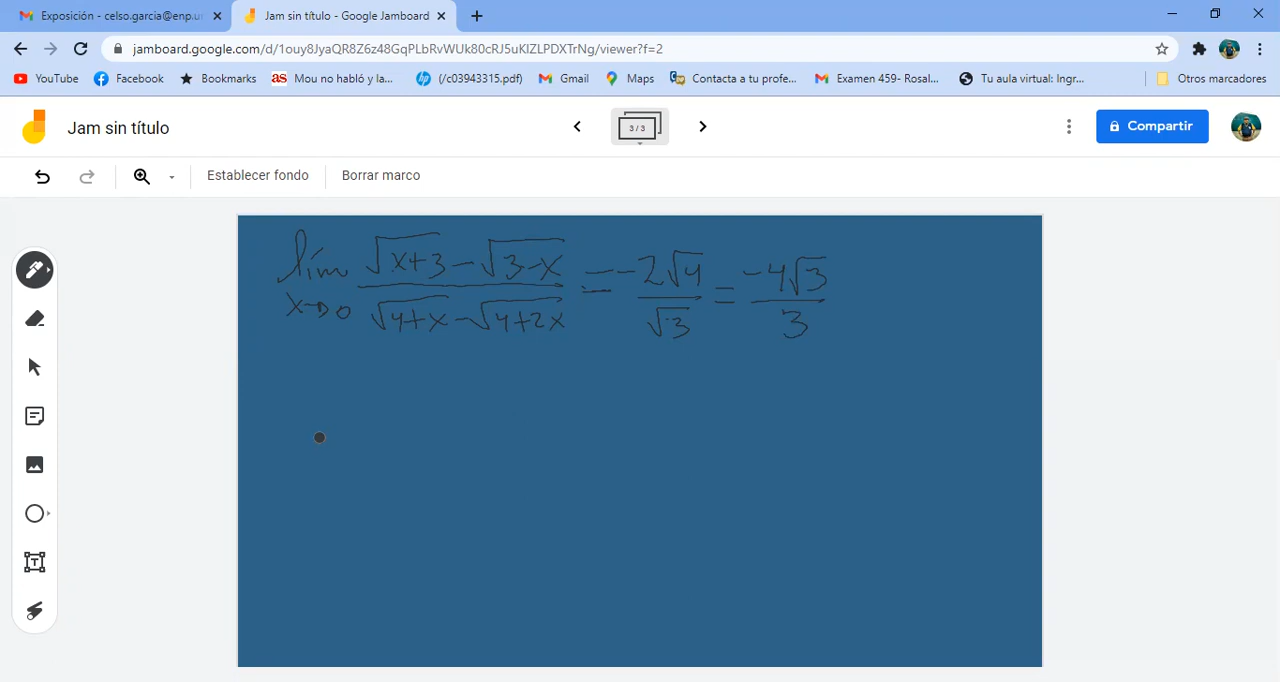 Exposición - celso.garcia@enp.u
Jam sin título - Google Jamboard
jamboard.google.com/d/1ouy8JyaQR8Z6z48GqPLbRvWUk80cRJ5uKIZLPDXTrNg/viewer?f=2
YouTube Facebook Bookmarks Mou no habló y la... (/c03943315.pdf) Gmail Maps Contacta a tu profe... Examen 459- Rosal... Tu aula virtual: Ingr... Otros marcadores
Jam sin título
3 / 3
Compartir
Establecer fondo Borrar marco
lím x→0 (√(x+3) - √(3-x)) / (√(4+x) - √(4+2x)) = -2√4/√3 = -4√3/3